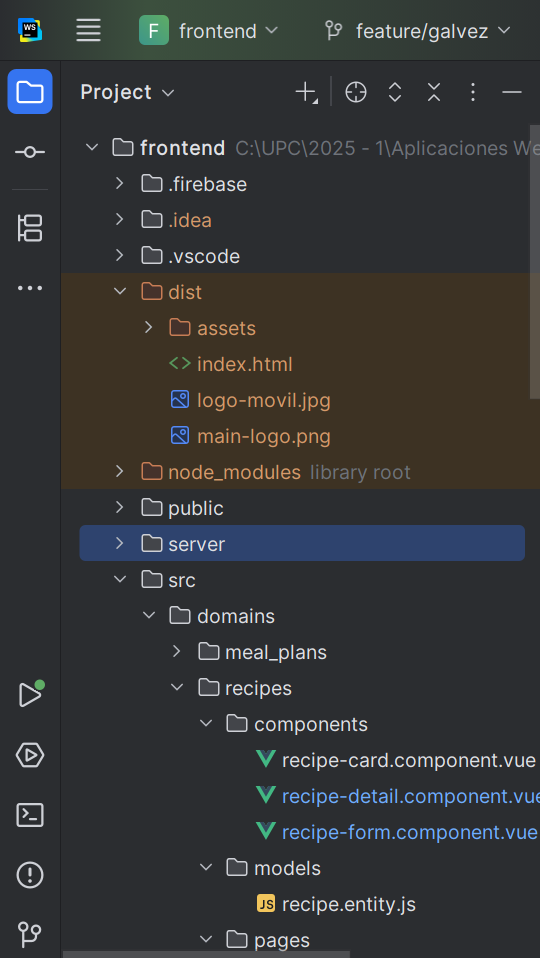 WS
F frontend feature/galvez
Project
frontend C:\UPC\2025 - 1\Aplicaciones We
.firebase
.idea
.vscode
dist
assets
index.html
logo-movil.jpg
main-logo.png
node_modules library root
public
server
src
domains
meal_plans
recipes
components
recipe-card.component.vue
recipe-detail.component.vue
recipe-form.component.vue
models
JS recipe.entity.js
pages